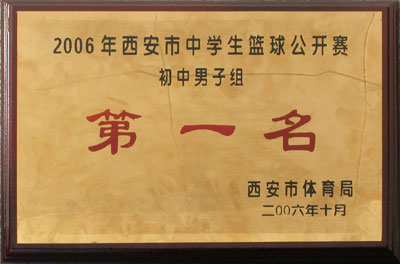 2006年西安市中学生篮球公开赛
初中男子组
第一名
西安市体育局
二00六年十月